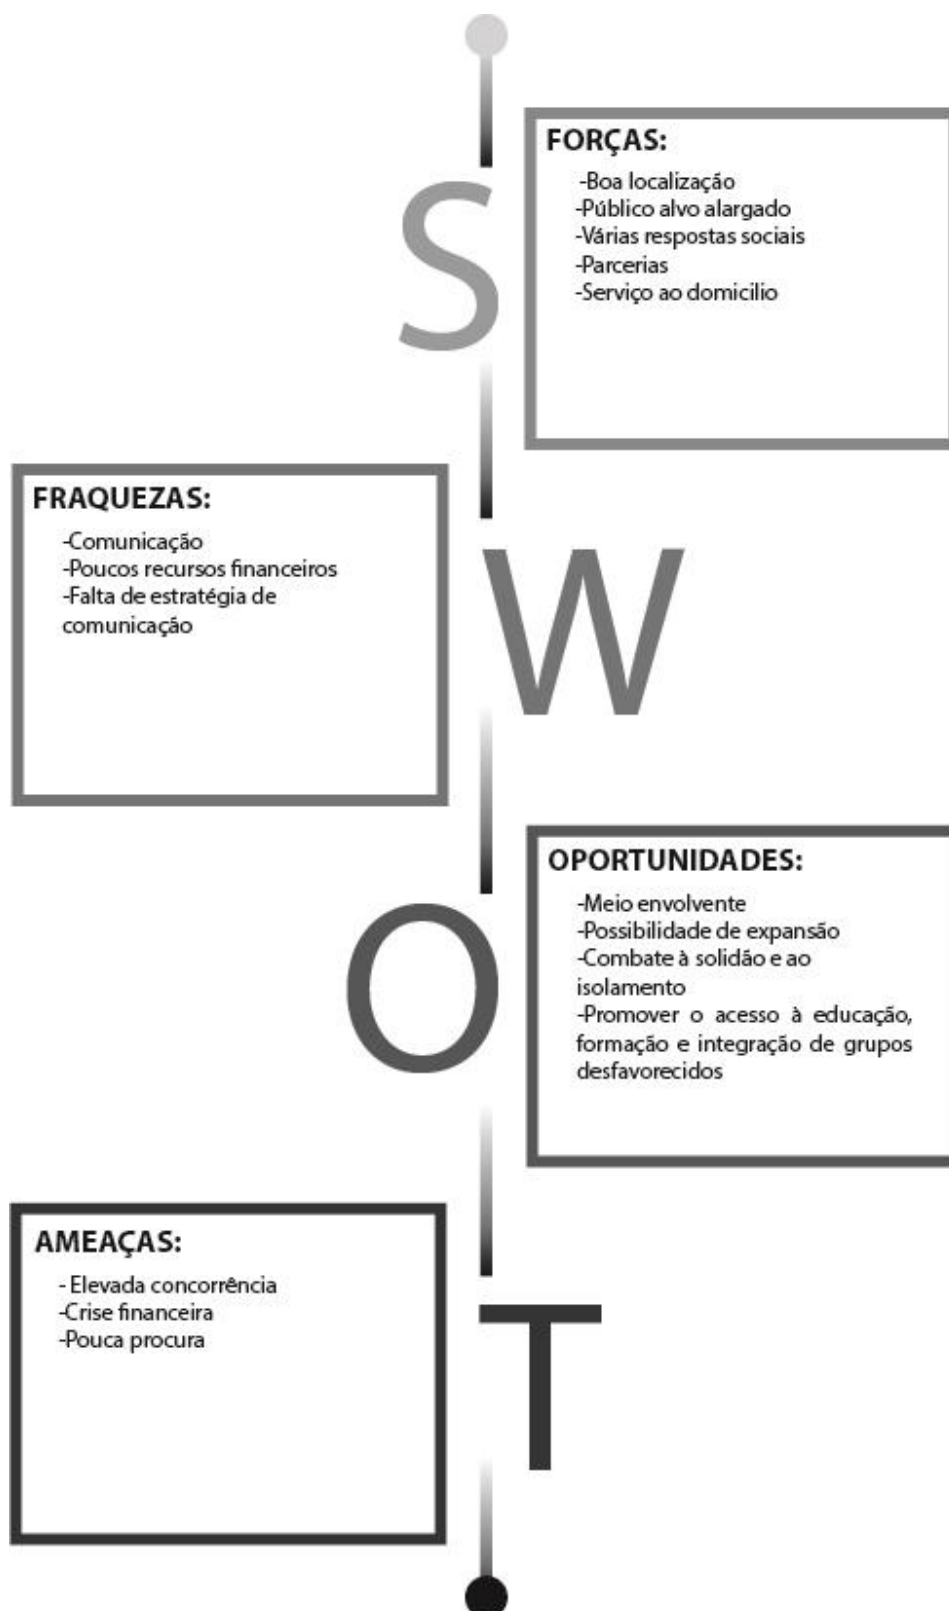 S
FORÇAS:
-Boa localização
-Público alvo alargado
-Várias respostas sociais
-Parcerias
-Serviço ao domicilio
FRAQUEZAS:
-Comunicação
-Poucos recursos financeiros
-Falta de estratégia de
comunicação
W
O
OPORTUNIDADES:
-Meio envolvente
-Possibilidade de expansão
-Combate à solidão e ao
isolamento
-Promover o acesso à educação,
formação e integração de grupos
desfavorecidos
AMEAÇAS:
- Elevada concorrência
-Crise financeira
-Pouca procura
T